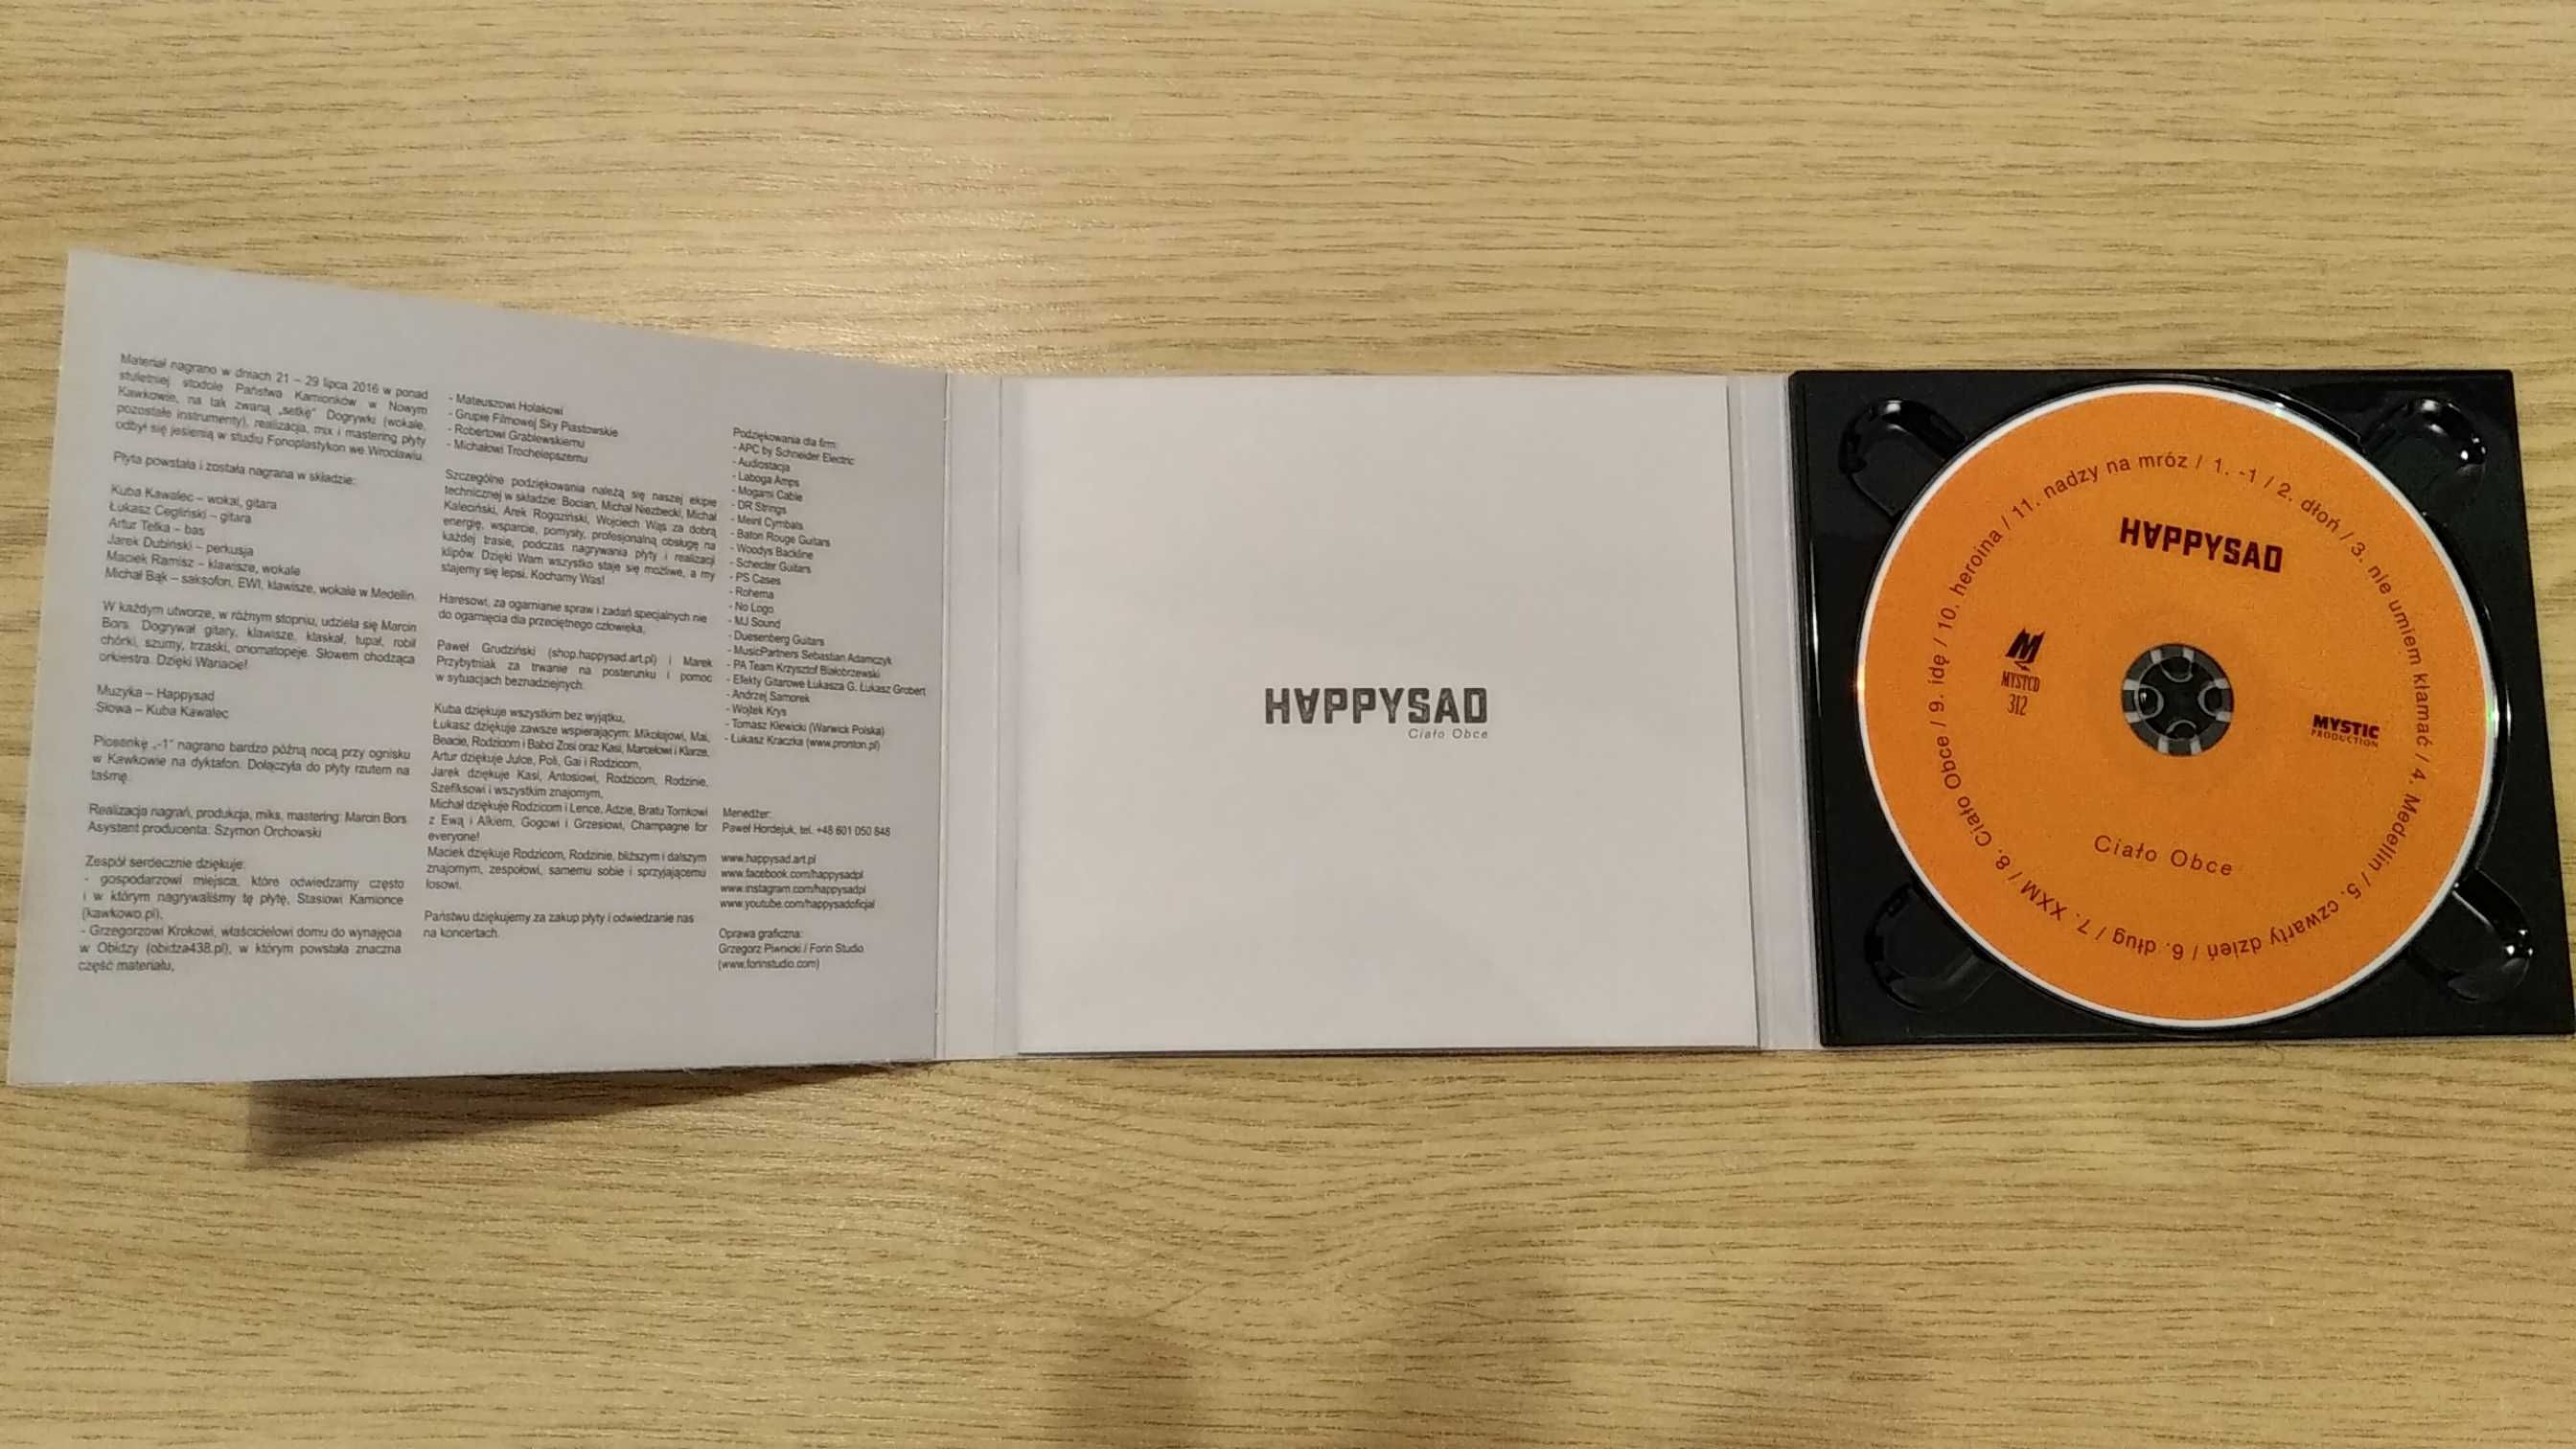 Materiał nagrano w dniach 21 – 29 lipca 2016 w ponad
stuletniej stodole Państwa Kamionków w Nowym
Kawkowie, na tak zwaną „setkę" Dogrywki (wokale,
pozostałe instrumenty), realizacja, mix i mastering płyty
odbył się jesienią w studiu Fonoplastykon we Wrocławiu.
Płyta powstała i została nagrana w składzie:
Kuba Kawalec – wokal, gitara
Łukasz Cegliński – gitara
Artur Telka – bas
Jarek Dubiński – perkusja
Maciek Ramisz – klawisze, wokale
Michał Bąk – saksofon, EWI, klawisze, wokale w Medellin.
W każdym utworze, w różnym stopniu, udziela się Marcin
Bors. Dogrywał gitary, klawisze, klaskał, tupał, robił
chórki, szumy, trzaski, onomatopeje. Słowem chodząca
orkiestra. Dzięki Wariacie!
Muzyka – Happysad
Słowa – Kuba Kawalec
Piosenkę „-1" nagrano bardzo późną nocą przy ognisku
w Kawkowie na dyktafon. Dołączyła do płyty rzutem na
taśmę.
Realizacja nagrań, produkcja, miks, mastering: Marcin Bors
Asystent producenta: Szymon Orchowski
Zespół serdecznie dziękuje:
- gospodarzowi miejsca, które odwiedzamy często
i w którym nagrywaliśmy tę płytę, Stasiowi Kamionce
(kawkowo.pl),
- Grzegorzowi Krokowi, właścicielowi domu do wynajęcia
w Obidzy (obidza438.pl), w którym powstała znaczna
część materiału,
- Mateuszowi Holakowi
- Grupie Filmowej Sky Piastowskie
- Robertowi Grablewskiemu
- Michałowi Trochelepszemu
Szczególne podziękowania należą się naszej ekipie
technicznej w składzie: Bocian, Michał Niezbecki, Michał
Kaleciński, Arek Rogoziński, Wojciech Wąs za dobrą
energię, wsparcie, pomysły, profesjonalną obsługę na
każdej trasie, podczas nagrywania płyty i realizacji
klipów. Dzięki Wam wszystko staje się możliwe, a my
stajemy się lepsi. Kochamy Was!
Haresowi, za ogarnianie spraw i zadań specjalnych nie
do ogarnięcia dla przeciętnego człowieka,
Paweł Grudziński (shop.happysad.art.pl) i Marek
Przybytniak za trwanie na posterunku i pomoc
w sytuacjach beznadziejnych.
Kuba dziękuje wszystkim bez wyjątku,
Łukasz dziękuje zawsze wspierającym: Mikołajowi, Mai,
Beacie, Rodzicom i Babci Zosi oraz Kasi, Marcelowi i Klarze,
Artur dziękuje Julce, Poli, Gai i Rodzicom,
Jarek dziękuje Kasi, Antosiowi, Rodzicom, Rodzinie,
Szefiksowi i wszystkim znajomym,
Michał dziękuje Rodzicom i Lence, Adzie, Bratu Tomkowi
z Ewą i Alkiem, Gogowi i Grzesiowi, Champagne for
everyone!
Maciek dziękuje Rodzicom, Rodzinie, bliższym i dalszym
znajomym, zespołowi, samemu sobie i sprzyjającemu
losowi.
Państwu dziękujemy za zakup płyty i odwiedzanie nas
na koncertach.
Podziękowania dla firm:
- APC by Schneider Electric
- Audiostacja
- Laboga Amps
- Mogami Cable
- DR Strings
- Meinl Cymbals
- Baton Rouge Guitars
- Woodys Backline
- Schecter Guitars
- PS Cases
- Rohema
- No Logo
- MJ Sound
- Duesenberg Guitars
- MusicPartners Sebastian Adamczyk
- PA Team Krzysztof Białobrzewski
- Efekty Gitarowe Łukasza G. Łukasz Grobert
- Andrzej Samorek
- Wojtek Krys
- Tomasz Klewicki (Warwick Polska)
- Łukasz Kraczka (www.pronton.pl)
Menedżer:
Paweł Hordejuk, tel. +48 601 050 848
www.happysad.art.pl
www.facebook.com/happysadpl
www.instagram.com/happysadpl
www.youtube.com/happysadoficjal
Oprawa graficzna:
Grzegorz Piwnicki / Forin Studio
(www.forinstudio.com)
HAPPYSAD
Ciało Obce
1. -1 / 2. dłoń / 3. nie umiem kłamać / 4. Medellin / 5. czwarty dzień / 6. dług / 7. XXM / 8. Ciało Obce / 9. idę / 10. heroina / 11. nadzy na mróz /
HAPPYSAD
M
MYSTCD
312
MYSTIC
PRODUCTION
Ciało Obce